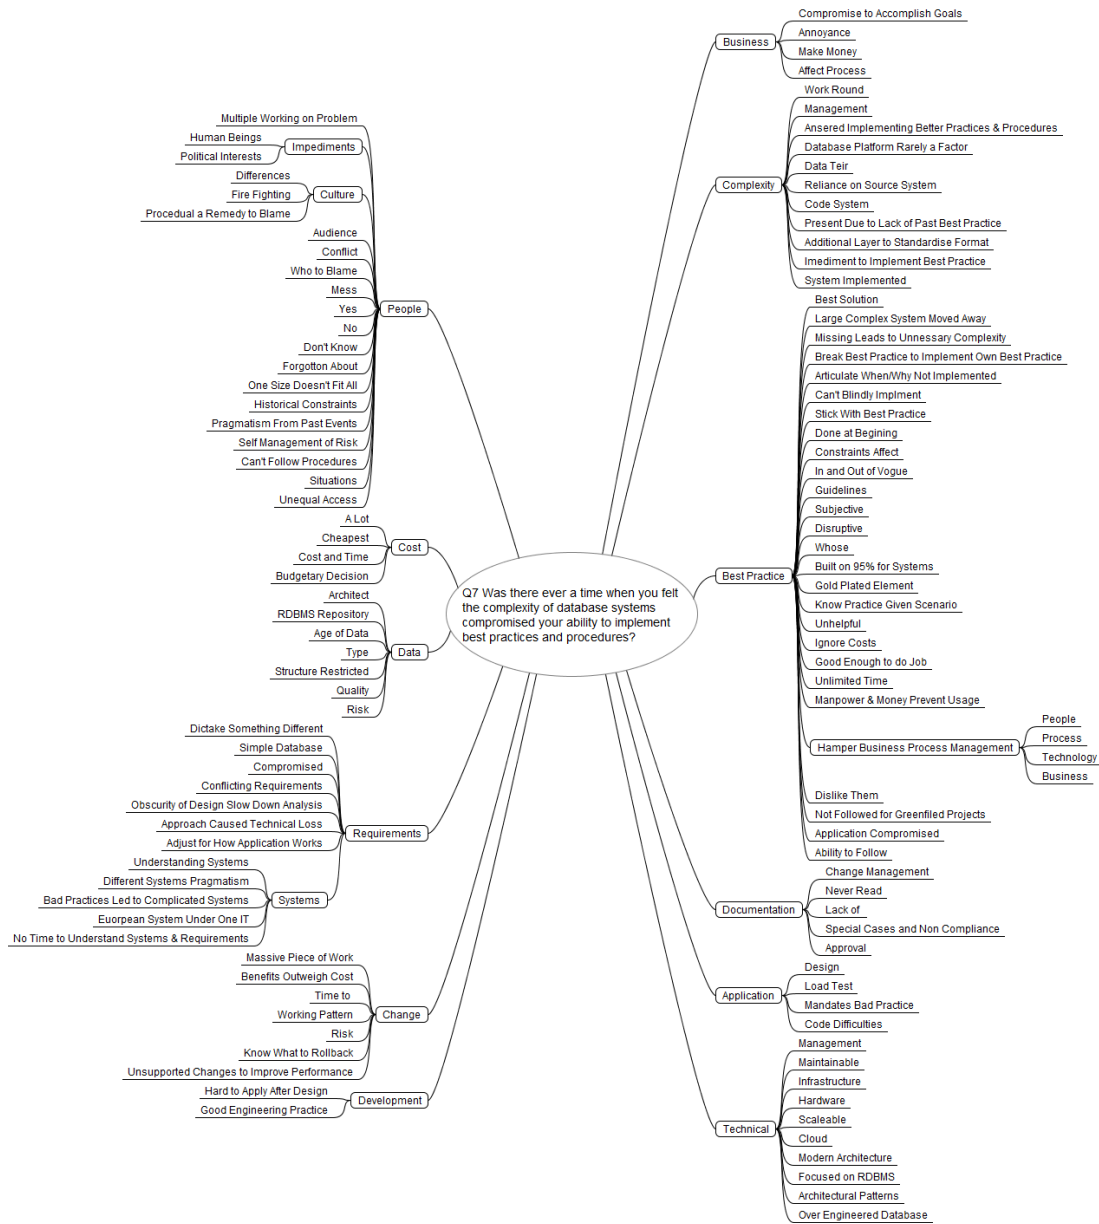 Q7 Was there ever a time when you felt
the complexity of database systems
compromised your ability to implement
best practices and procedures?
Business
Compromise to Accomplish Goals
Annoyance
Make Money
Affect Process
Complexity
Work Round
Management
Ansered Implementing Better Practices & Procedures
Database Platform Rarely a Factor
Data Teir
Reliance on Source System
Code System
Present Due to Lack of Past Best Practice
Additional Layer to Standardise Format
Imediment to Implement Best Practice
System Implemented
Best Practice
Best Solution
Large Complex System Moved Away
Missing Leads to Unnessary Complexity
Break Best Practice to Implement Own Best Practice
Articulate When/Why Not Implemented
Can't Blindly Implment
Stick With Best Practice
Done at Begining
Constraints Affect
In and Out of Vogue
Guidelines
Subjective
Disruptive
Whose
Built on 95% for Systems
Gold Plated Element
Know Practice Given Scenario
Unhelpful
Ignore Costs
Good Enough to do Job
Unlimited Time
Manpower & Money Prevent Usage
Hamper Business Process Management
People
Process
Technology
Business
Dislike Them
Not Followed for Greenfiled Projects
Application Compromised
Ability to Follow
Documentation
Change Management
Never Read
Lack of
Special Cases and Non Compliance
Approval
Application
Design
Load Test
Mandates Bad Practice
Code Difficulties
Technical
Management
Maintainable
Infrastructure
Hardware
Scaleable
Cloud
Modern Architecture
Focused on RDBMS
Architectural Patterns
Over Engineered Database
People
Multiple Working on Problem
Impediments
Human Beings
Political Interests
Culture
Differences
Fire Fighting
Procedual a Remedy to Blame
Audience
Conflict
Who to Blame
Mess
Yes
No
Don't Know
Forgotton About
One Size Doesn't Fit All
Historical Constraints
Pragmatism From Past Events
Self Management of Risk
Can't Follow Procedures
Situations
Unequal Access
Cost
A Lot
Cheapest
Cost and Time
Budgetary Decision
Data
Architect
RDBMS Repository
Age of Data
Type
Structure Restricted
Quality
Risk
Requirements
Dictake Something Different
Simple Database
Compromised
Conflicting Requirements
Obscurity of Design Slow Down Analysis
Approach Caused Technical Loss
Adjust for How Application Works
Systems
Understanding Systems
Different Systems Pragmatism
Bad Practices Led to Complicated Systems
Euorpean System Under One IT
No Time to Understand Systems & Requirements
Change
Massive Piece of Work
Benefits Outweigh Cost
Time to
Working Pattern
Risk
Know What to Rollback
Unsupported Changes to Improve Performance
Development
Hard to Apply After Design
Good Engineering Practice